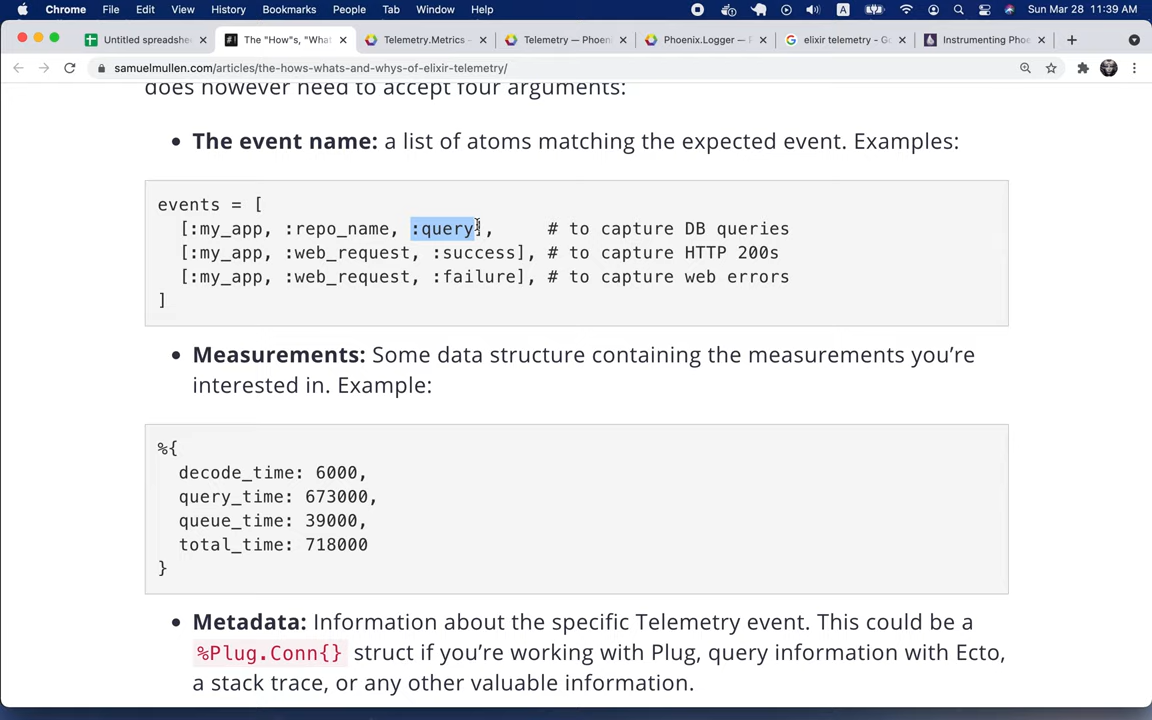 Chrome File Edit View History Bookmarks People Tab Window Help A Sun Mar 28 11:39 AM
Untitled spreadshe The "How"s, "What Telemetry.Metrics - Telemetry — Phoeni Phoenix.Logger — P elixir telemetry - Go Instrumenting Phoe
samuelmullen.com/articles/the-hows-whats-and-whys-of-elixir-telemetry/
does however need to accept four arguments:
• The event name: a list of atoms matching the expected event. Examples:
events = [
[:my_app, :repo_name, :query], # to capture DB queries
[:my_app, :web_request, :success], # to capture HTTP 200s
[:my_app, :web_request, :failure], # to capture web errors
]
• Measurements: Some data structure containing the measurements you’re
interested in. Example:
%{
decode_time: 6000,
query_time: 673000,
queue_time: 39000,
total_time: 718000
}
• Metadata: Information about the specific Telemetry event. This could be a
%Plug.Conn{} struct if you’re working with Plug, query information with Ecto,
a stack trace, or any other valuable information.